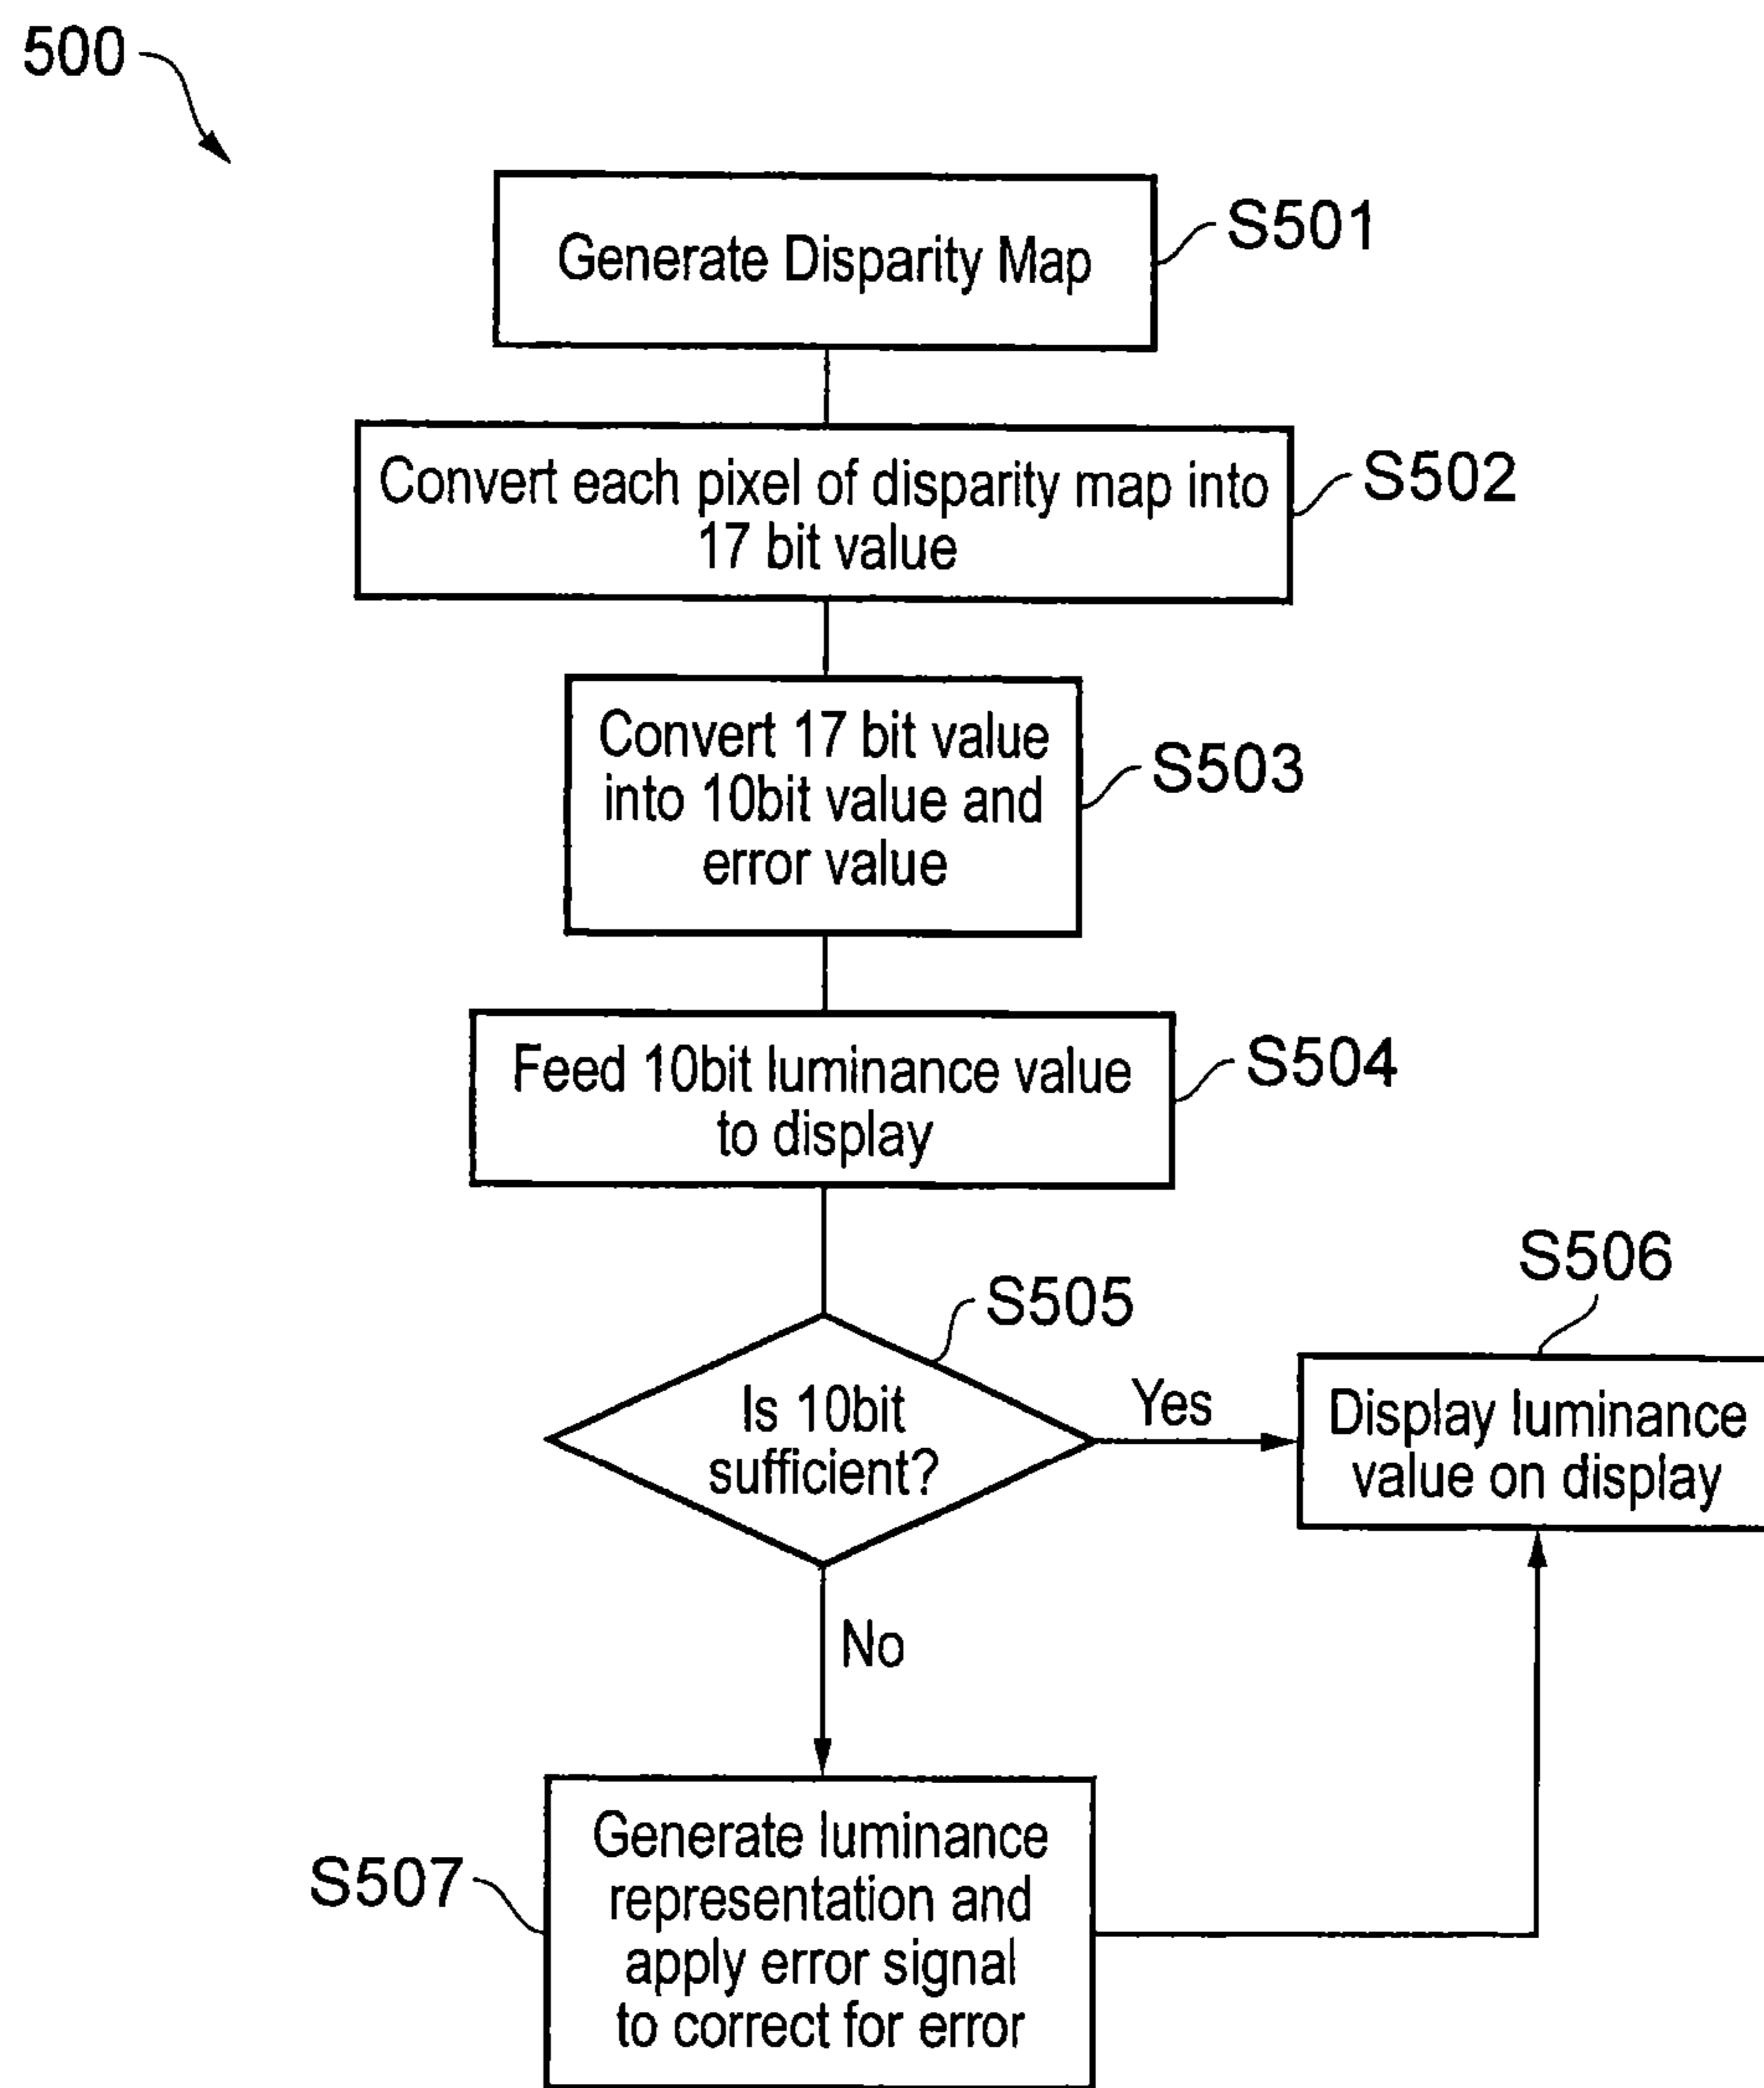 500
Generate Disparity Map
S501
Convert each pixel of disparity map into
17 bit value
S502
Convert 17 bit value
into 10bit value and
error value
S503
Feed 10bit luminance value
to display
S504
Is 10bit
sufficient?
S505
Yes
S506
Display luminance
value on display
No
S507
Generate luminance
representation and
apply error signal
to correct for error